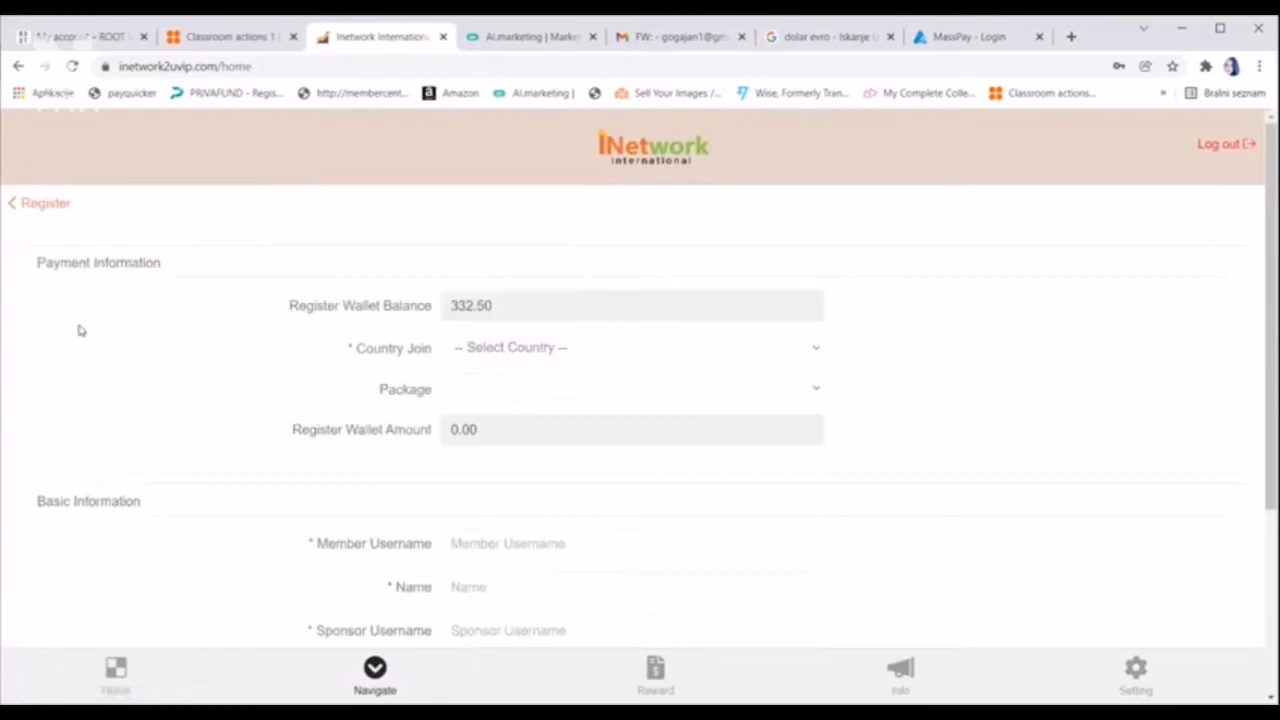 My account - ROOT
Classroom actions 1
Inetwork Internationa
AI.marketing | Marke
FW: - gogajan1@gm
dolar evro - Iskanje G
MassPay - Login
inetwork2uvip.com/home
Aplikacije
payquicker
PRIVAFUND - Regis...
http://membercent...
Amazon
AI.marketing |
Sell Your Images /...
Wise, Formerly Tran...
My Complete Colle...
Classroom actions...
»
Bralni seznam
iNetwork
international
Log out
Register
Payment Information
Register Wallet Balance 332.50
* Country Join -- Select Country --
Package
Register Wallet Amount 0.00
Basic Information
* Member Username Member Username
* Name Name
* Sponsor Username Sponsor Username
Home
Navigate
Reward
Info
Setting